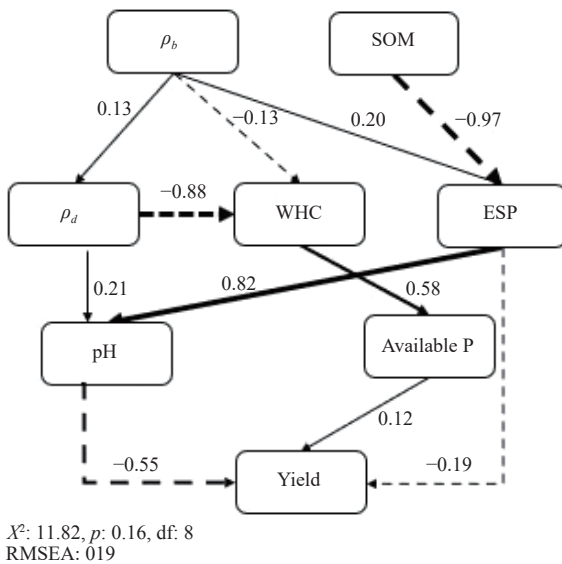 ρb SOM
0.13 −0.13 0.20 −0.97
ρd −0.88 WHC ESP
0.21 0.82 0.58
pH Available P
0.12
−0.55 Yield −0.19
X²: 11.82, p: 0.16, df: 8
RMSEA: 019